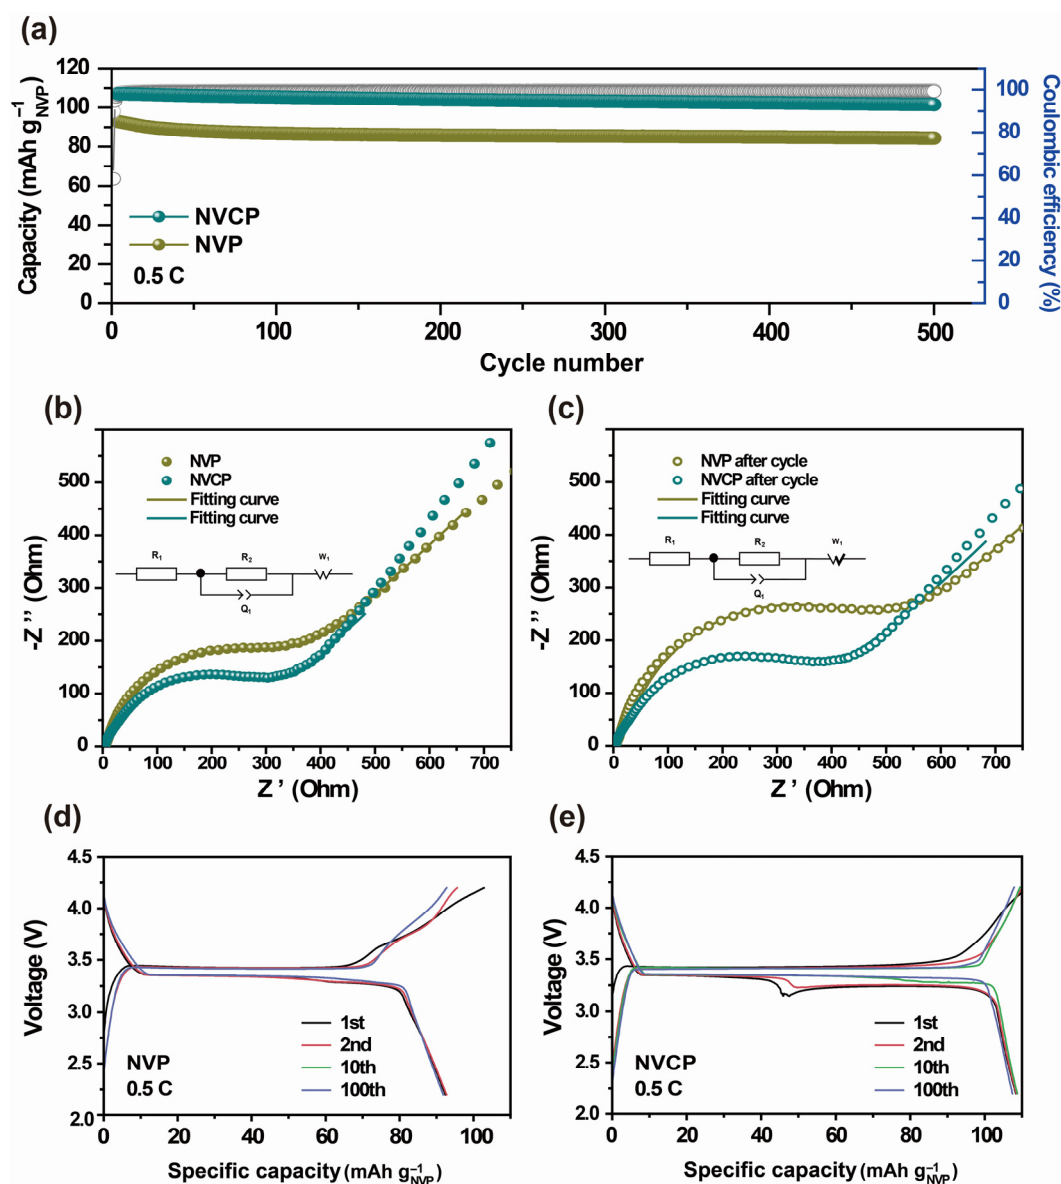 (a)
120
100
80
60
40
20
0
Capacity (mAh g⁻¹NVP)
NVCP
NVP
0.5 C
100
80
60
40
20
0
Coulombic efficiency (%)
0 100 200 300 400 500
Cycle number
(b)
500
400
300
200
100
0
-Z’’ (Ohm)
NVP
NVCP
Fitting curve
Fitting curve
R1
R2
W1
Q1
0 100 200 300 400 500 600 700
Z’ (Ohm)
(c)
500
400
300
200
100
0
-Z’’ (Ohm)
NVP after cycle
NVCP after cycle
Fitting curve
Fitting curve
R1
R2
W1
Q1
0 100 200 300 400 500 600 700
Z’ (Ohm)
(d)
4.5
4.0
3.5
3.0
2.5
2.0
Voltage (V)
1st
2nd
10th
100th
NVP
0.5 C
0 20 40 60 80 100
Specific capacity (mAh g⁻¹NVP)
(e)
4.5
4.0
3.5
3.0
2.5
2.0
Voltage (V)
1st
2nd
10th
100th
NVCP
0.5 C
0 20 40 60 80 100
Specific capacity (mAh g⁻¹NVP)